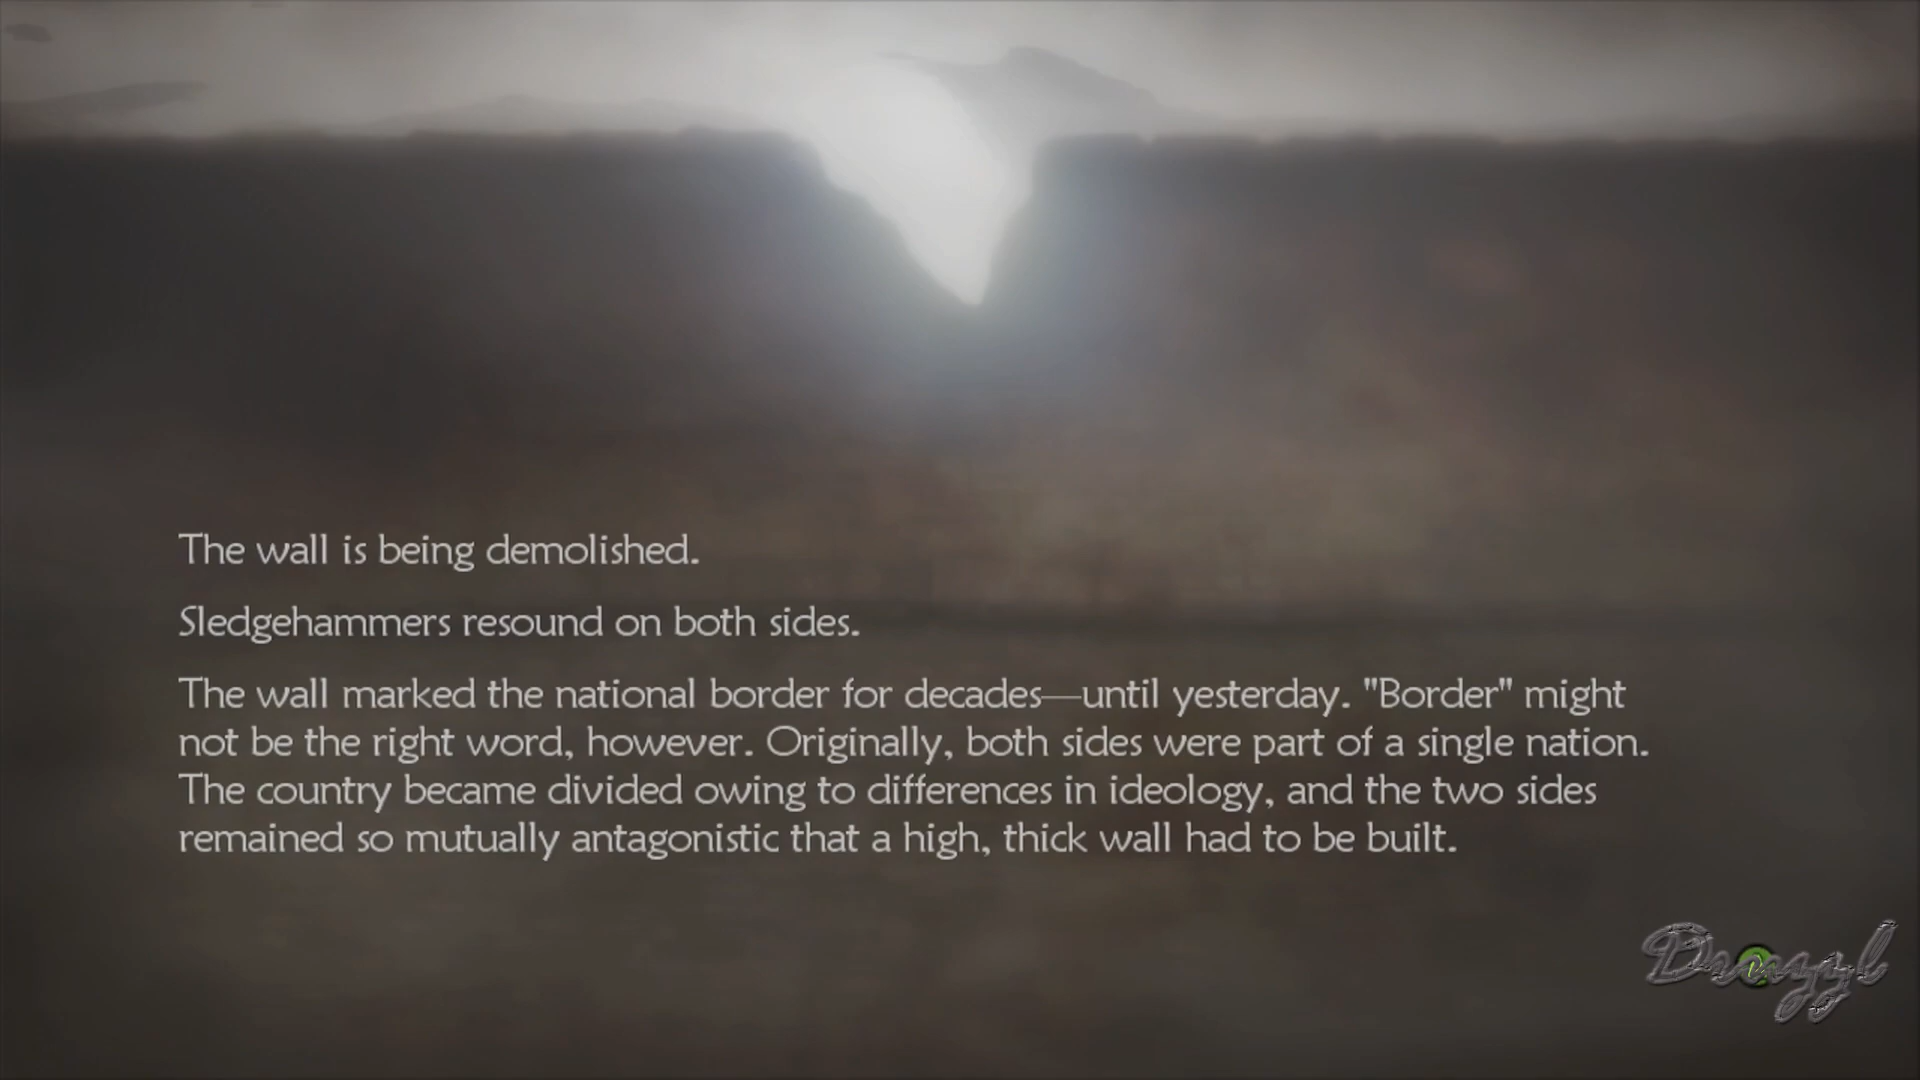 The wall is being demolished.
Sledgehammers resound on both sides.
The wall marked the national border for decades—until yesterday. "Border" might
not be the right word, however. Originally, both sides were part of a single nation.
The country became divided owing to differences in ideology, and the two sides
remained so mutually antagonistic that a high, thick wall had to be built.